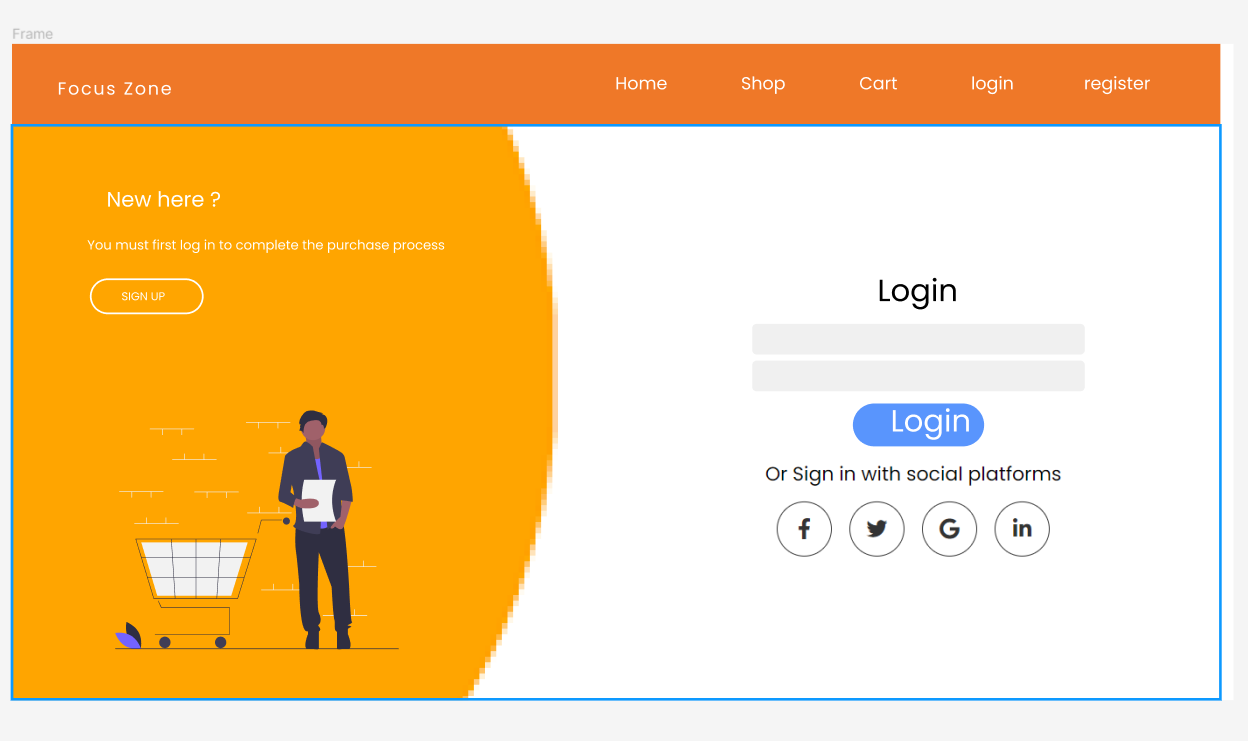 Frame
Focus Zone
Home Shop Cart login register
New here ?
You must first log in to complete the purchase process
SIGN UP
Login
Login
Or Sign in with social platforms
f G in